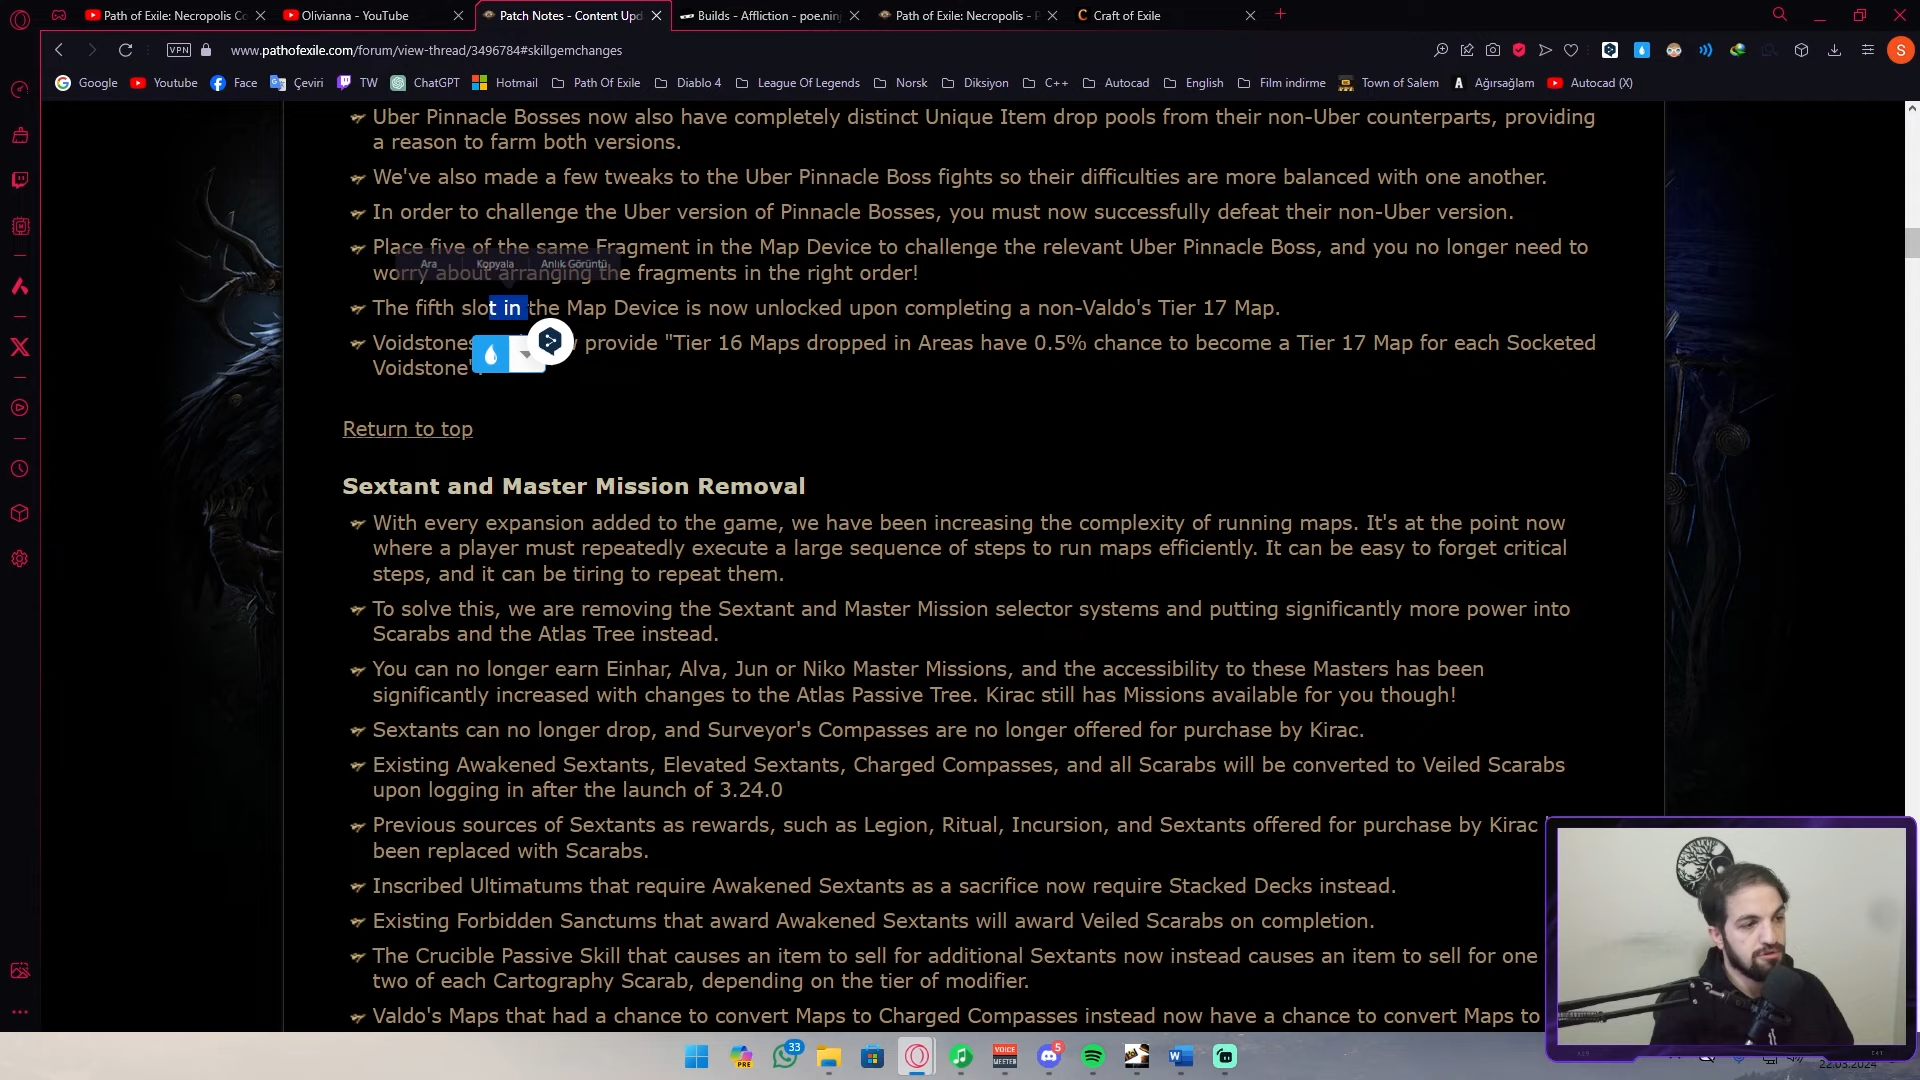 Path of Exile: Necropolis Co
Olivianna - YouTube
Patch Notes - Content Upd
Builds - Affliction - poe.ninj
Path of Exile: Necropolis - P
Craft of Exile
VPN
www.pathofexile.com/forum/view-thread/3496784#skillgemchanges
S
Google
Youtube
Face
Çeviri
TW
ChatGPT
Hotmail
Path Of Exile
Diablo 4
League Of Legends
Norsk
Diksiyon
C++
Autocad
English
Film indirme
Town of Salem
Ağırsağlam
Autocad (X)
Uber Pinnacle Bosses now also have completely distinct Unique Item drop pools from their non-Uber counterparts, providing
a reason to farm both versions.
We've also made a few tweaks to the Uber Pinnacle Boss fights so their difficulties are more balanced with one another.
In order to challenge the Uber version of Pinnacle Bosses, you must now successfully defeat their non-Uber version.
Place five of the same Fragment in the Map Device to challenge the relevant Uber Pinnacle Boss, and you no longer need to
worry about arranging the fragments in the right order!
Ara
Kopyala
Anlık Görüntü
The fifth slot in the Map Device is now unlocked upon completing a non-Valdo's Tier 17 Map.
Voidstones provide "Tier 16 Maps dropped in Areas have 0.5% chance to become a Tier 17 Map for each Socketed
Voidstone".
Return to top
Sextant and Master Mission Removal
With every expansion added to the game, we have been increasing the complexity of running maps. It's at the point now
where a player must repeatedly execute a large sequence of steps to run maps efficiently. It can be easy to forget critical
steps, and it can be tiring to repeat them.
To solve this, we are removing the Sextant and Master Mission selector systems and putting significantly more power into
Scarabs and the Atlas Tree instead.
You can no longer earn Einhar, Alva, Jun or Niko Master Missions, and the accessibility to these Masters has been
significantly increased with changes to the Atlas Passive Tree. Kirac still has Missions available for you though!
Sextants can no longer drop, and Surveyor's Compasses are no longer offered for purchase by Kirac.
Existing Awakened Sextants, Elevated Sextants, Charged Compasses, and all Scarabs will be converted to Veiled Scarabs
upon logging in after the launch of 3.24.0
Previous sources of Sextants as rewards, such as Legion, Ritual, Incursion, and Sextants offered for purchase by Kirac
been replaced with Scarabs.
Inscribed Ultimatums that require Awakened Sextants as a sacrifice now require Stacked Decks instead.
Existing Forbidden Sanctums that award Awakened Sextants will award Veiled Scarabs on completion.
The Crucible Passive Skill that causes an item to sell for additional Sextants now instead causes an item to sell for one
two of each Cartography Scarab, depending on the tier of modifier.
Valdo's Maps that had a chance to convert Maps to Charged Compasses instead now have a chance to convert Maps to
PRE
33
VOICE
MEETER
5
22.03.2024